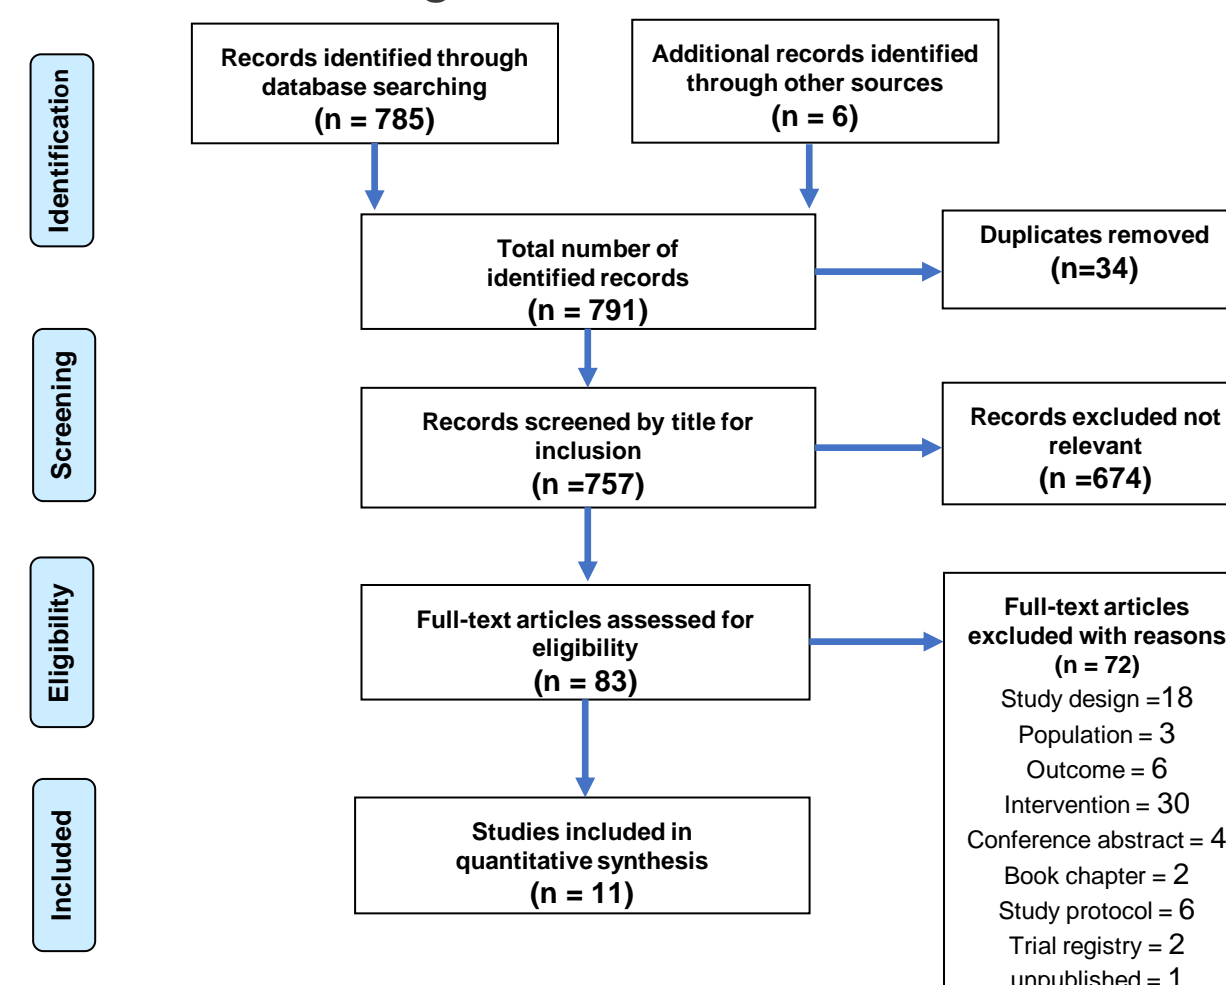 Identification
Records identified through
database searching
(n = 785)
Additional records identified
through other sources
(n = 6)
Total number of
identified records
(n = 791)
Duplicates removed
(n=34)
Screening
Records screened by title for
inclusion
(n =757)
Records excluded not
relevant
(n =674)
Eligibility
Full-text articles assessed for
eligibility
(n = 83)
Full-text articles
excluded with reasons
(n = 72)
Study design =18
Population = 3
Outcome = 6
Intervention = 30
Conference abstract = 4
Book chapter = 2
Study protocol = 6
Trial registry = 2
unpublished = 1
Included
Studies included in
quantitative synthesis
(n = 11)